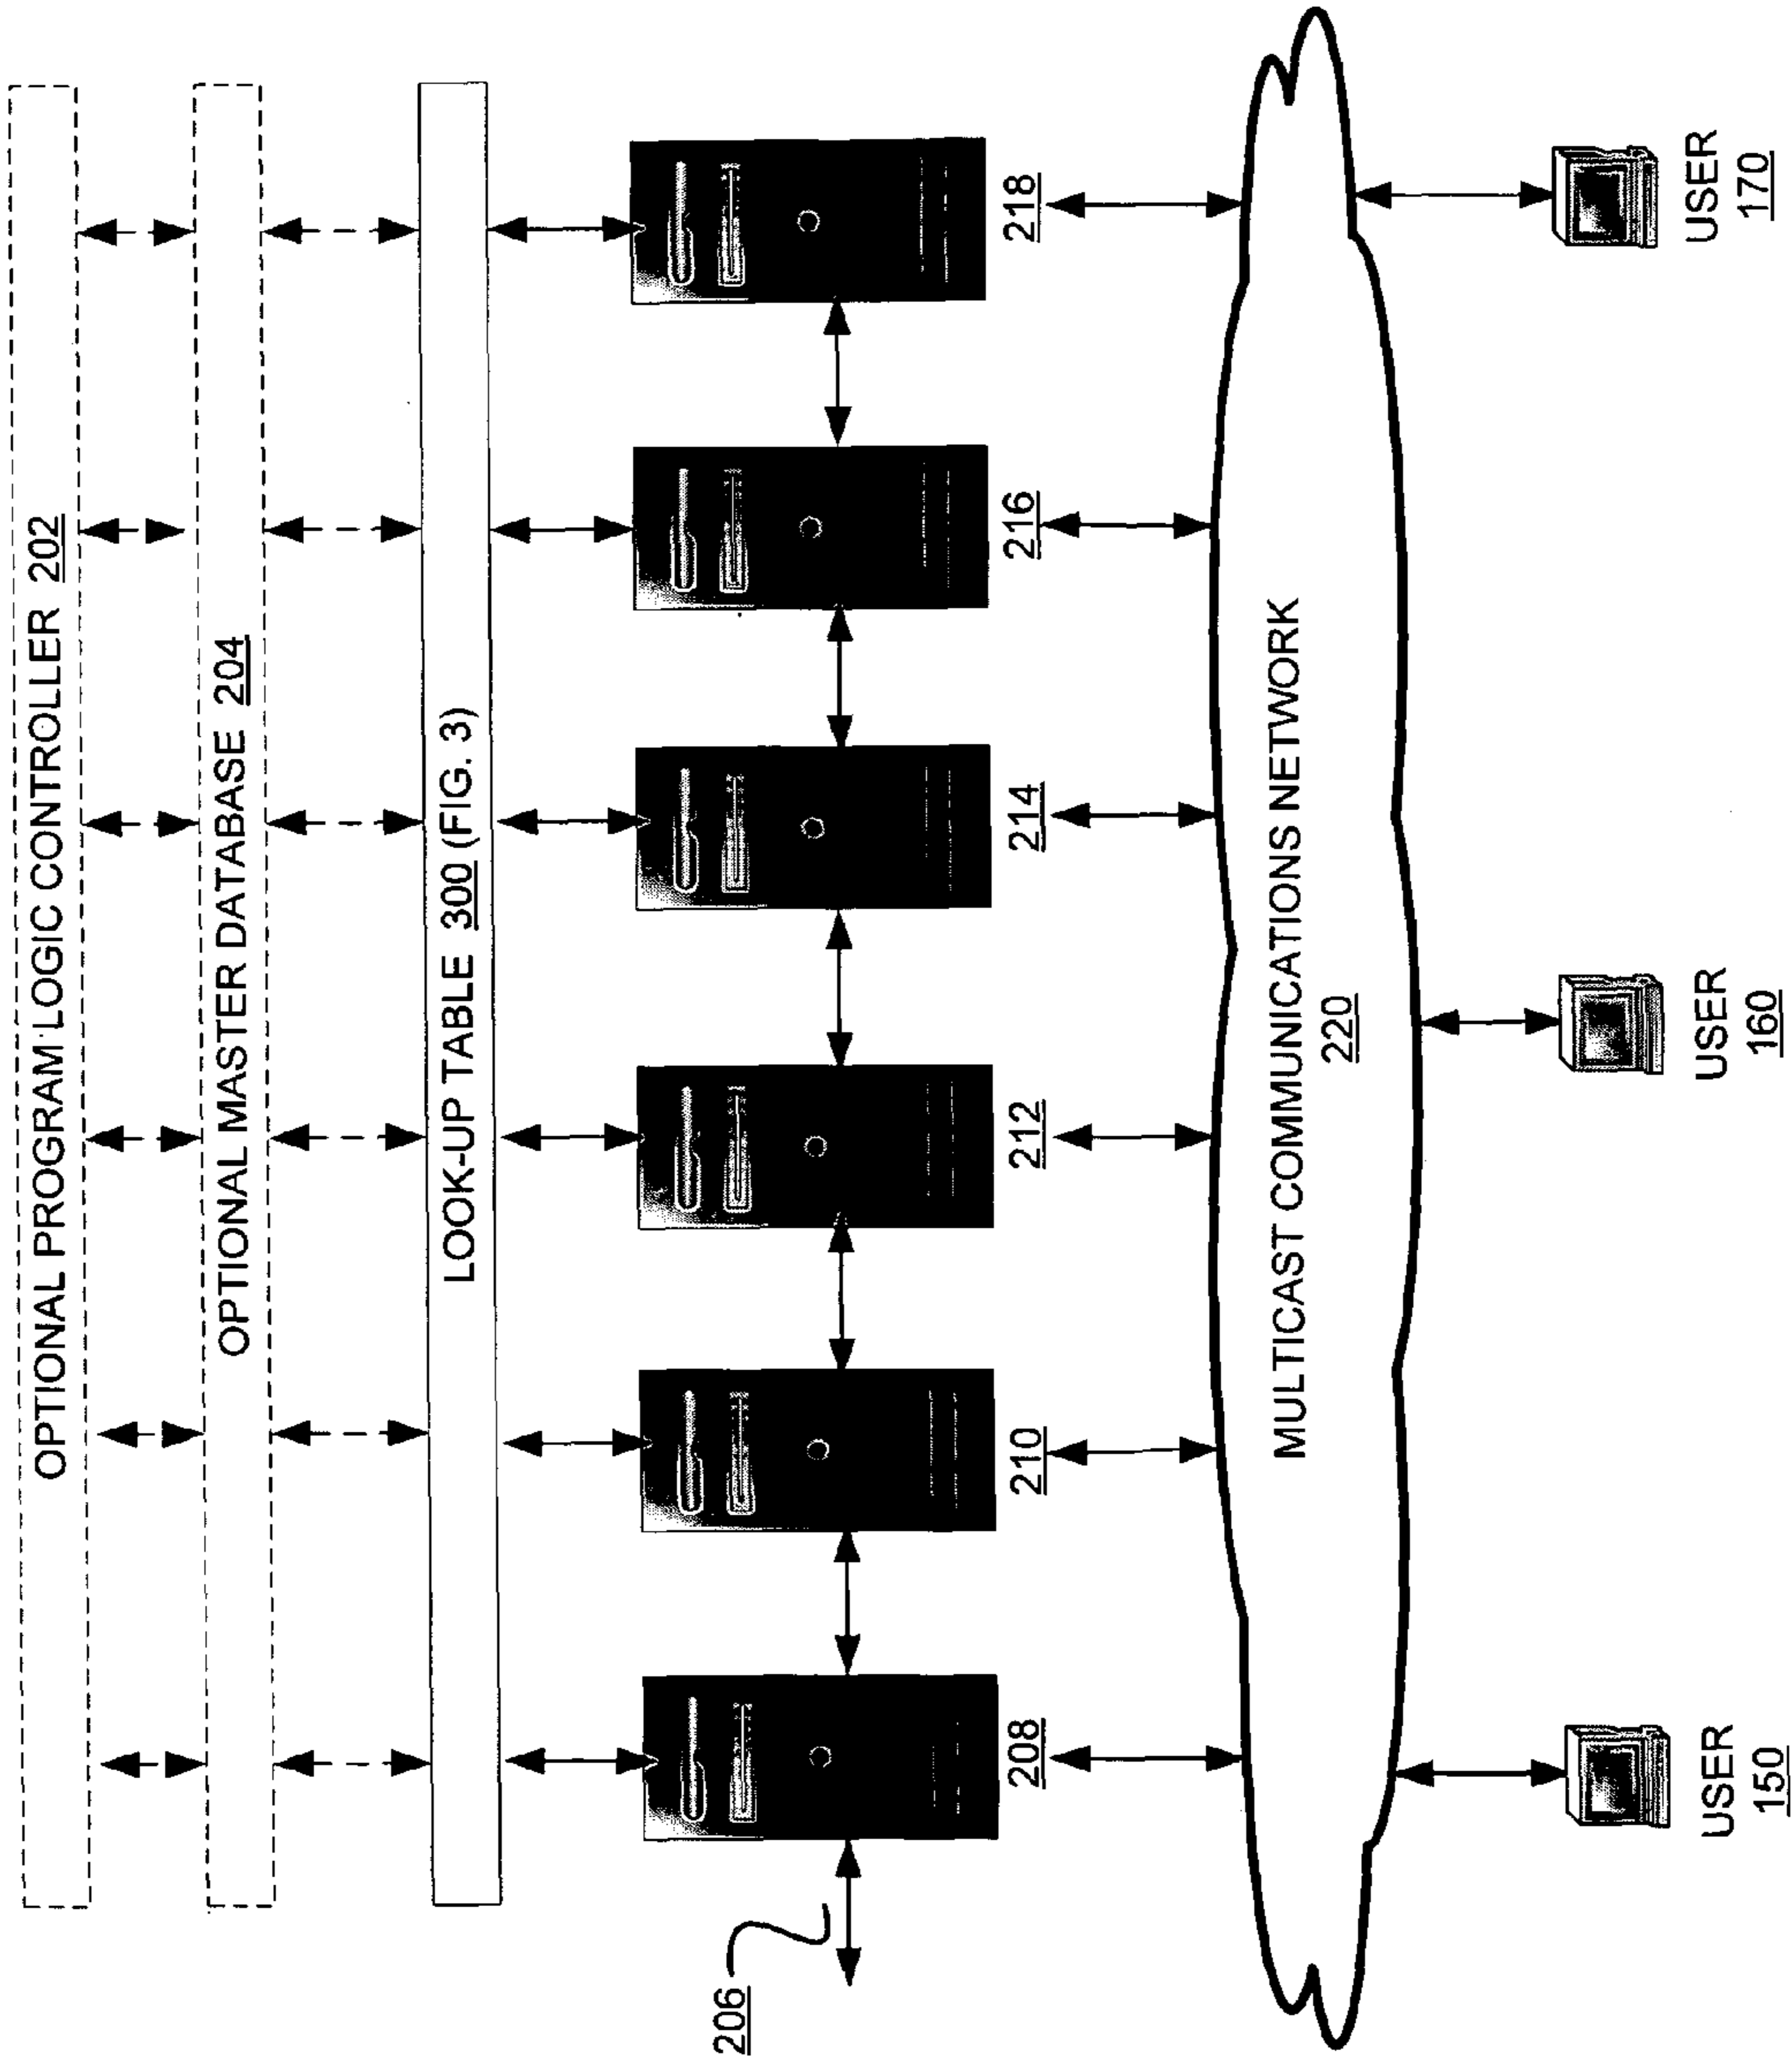 OPTIONAL PROGRAM LOGIC CONTROLLER 202
OPTIONAL MASTER DATABASE 204
LOOK-UP TABLE 300 (FIG. 3)
206
208
210
212
214
216
218
MULTICAST COMMUNICATIONS NETWORK
220
USER
150
USER
160
USER
170